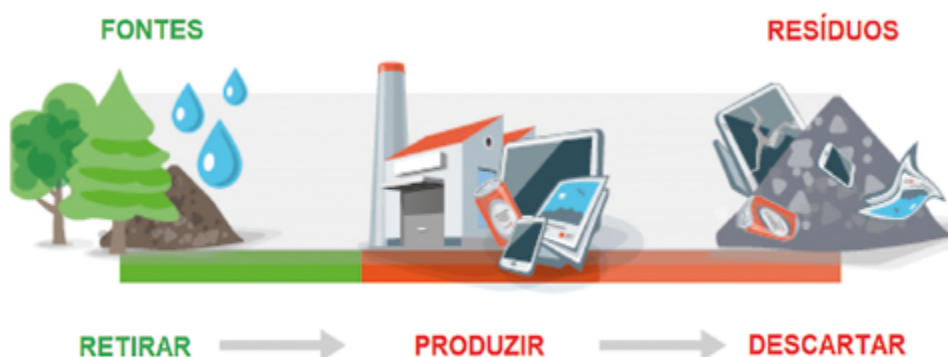 FONTES
RESÍDUOS
RETIRAR
PRODUZIR
DESCARTAR